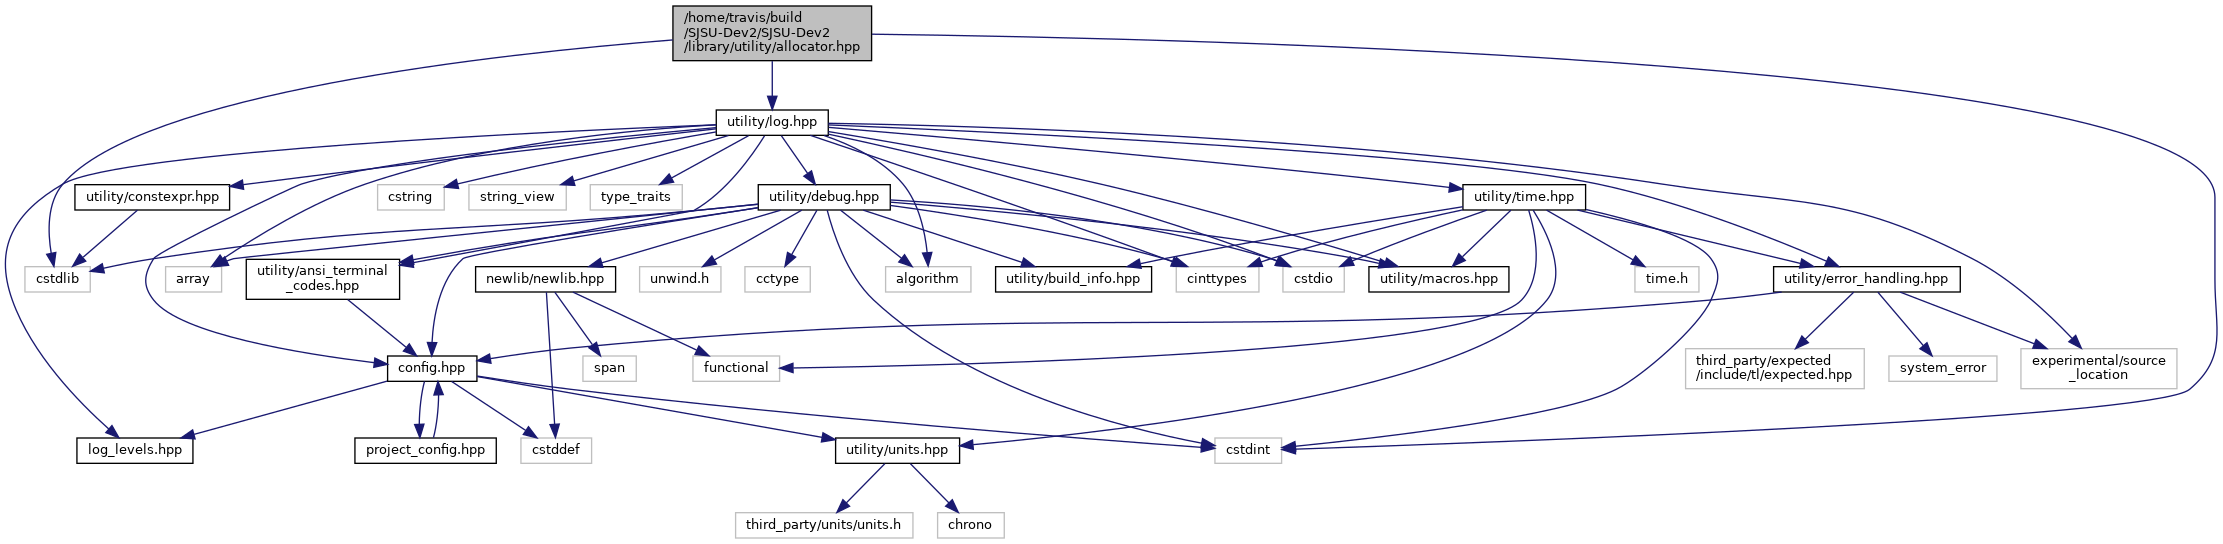 /home/travis/build
/SJSU-Dev2/SJSU-Dev2
/library/utility/allocator.hpp
utility/log.hpp
utility/constexpr.hpp
cstring
string_view
type_traits
utility/debug.hpp
utility/time.hpp
cstdlib
array
utility/ansi_terminal
_codes.hpp
newlib/newlib.hpp
unwind.h
cctype
algorithm
utility/build_info.hpp
cinttypes
cstdio
utility/macros.hpp
time.h
utility/error_handling.hpp
config.hpp
span
functional
third_party/expected
/include/tl/expected.hpp
system_error
experimental/source
_location
log_levels.hpp
project_config.hpp
cstddef
utility/units.hpp
cstdint
third_party/units/units.h
chrono